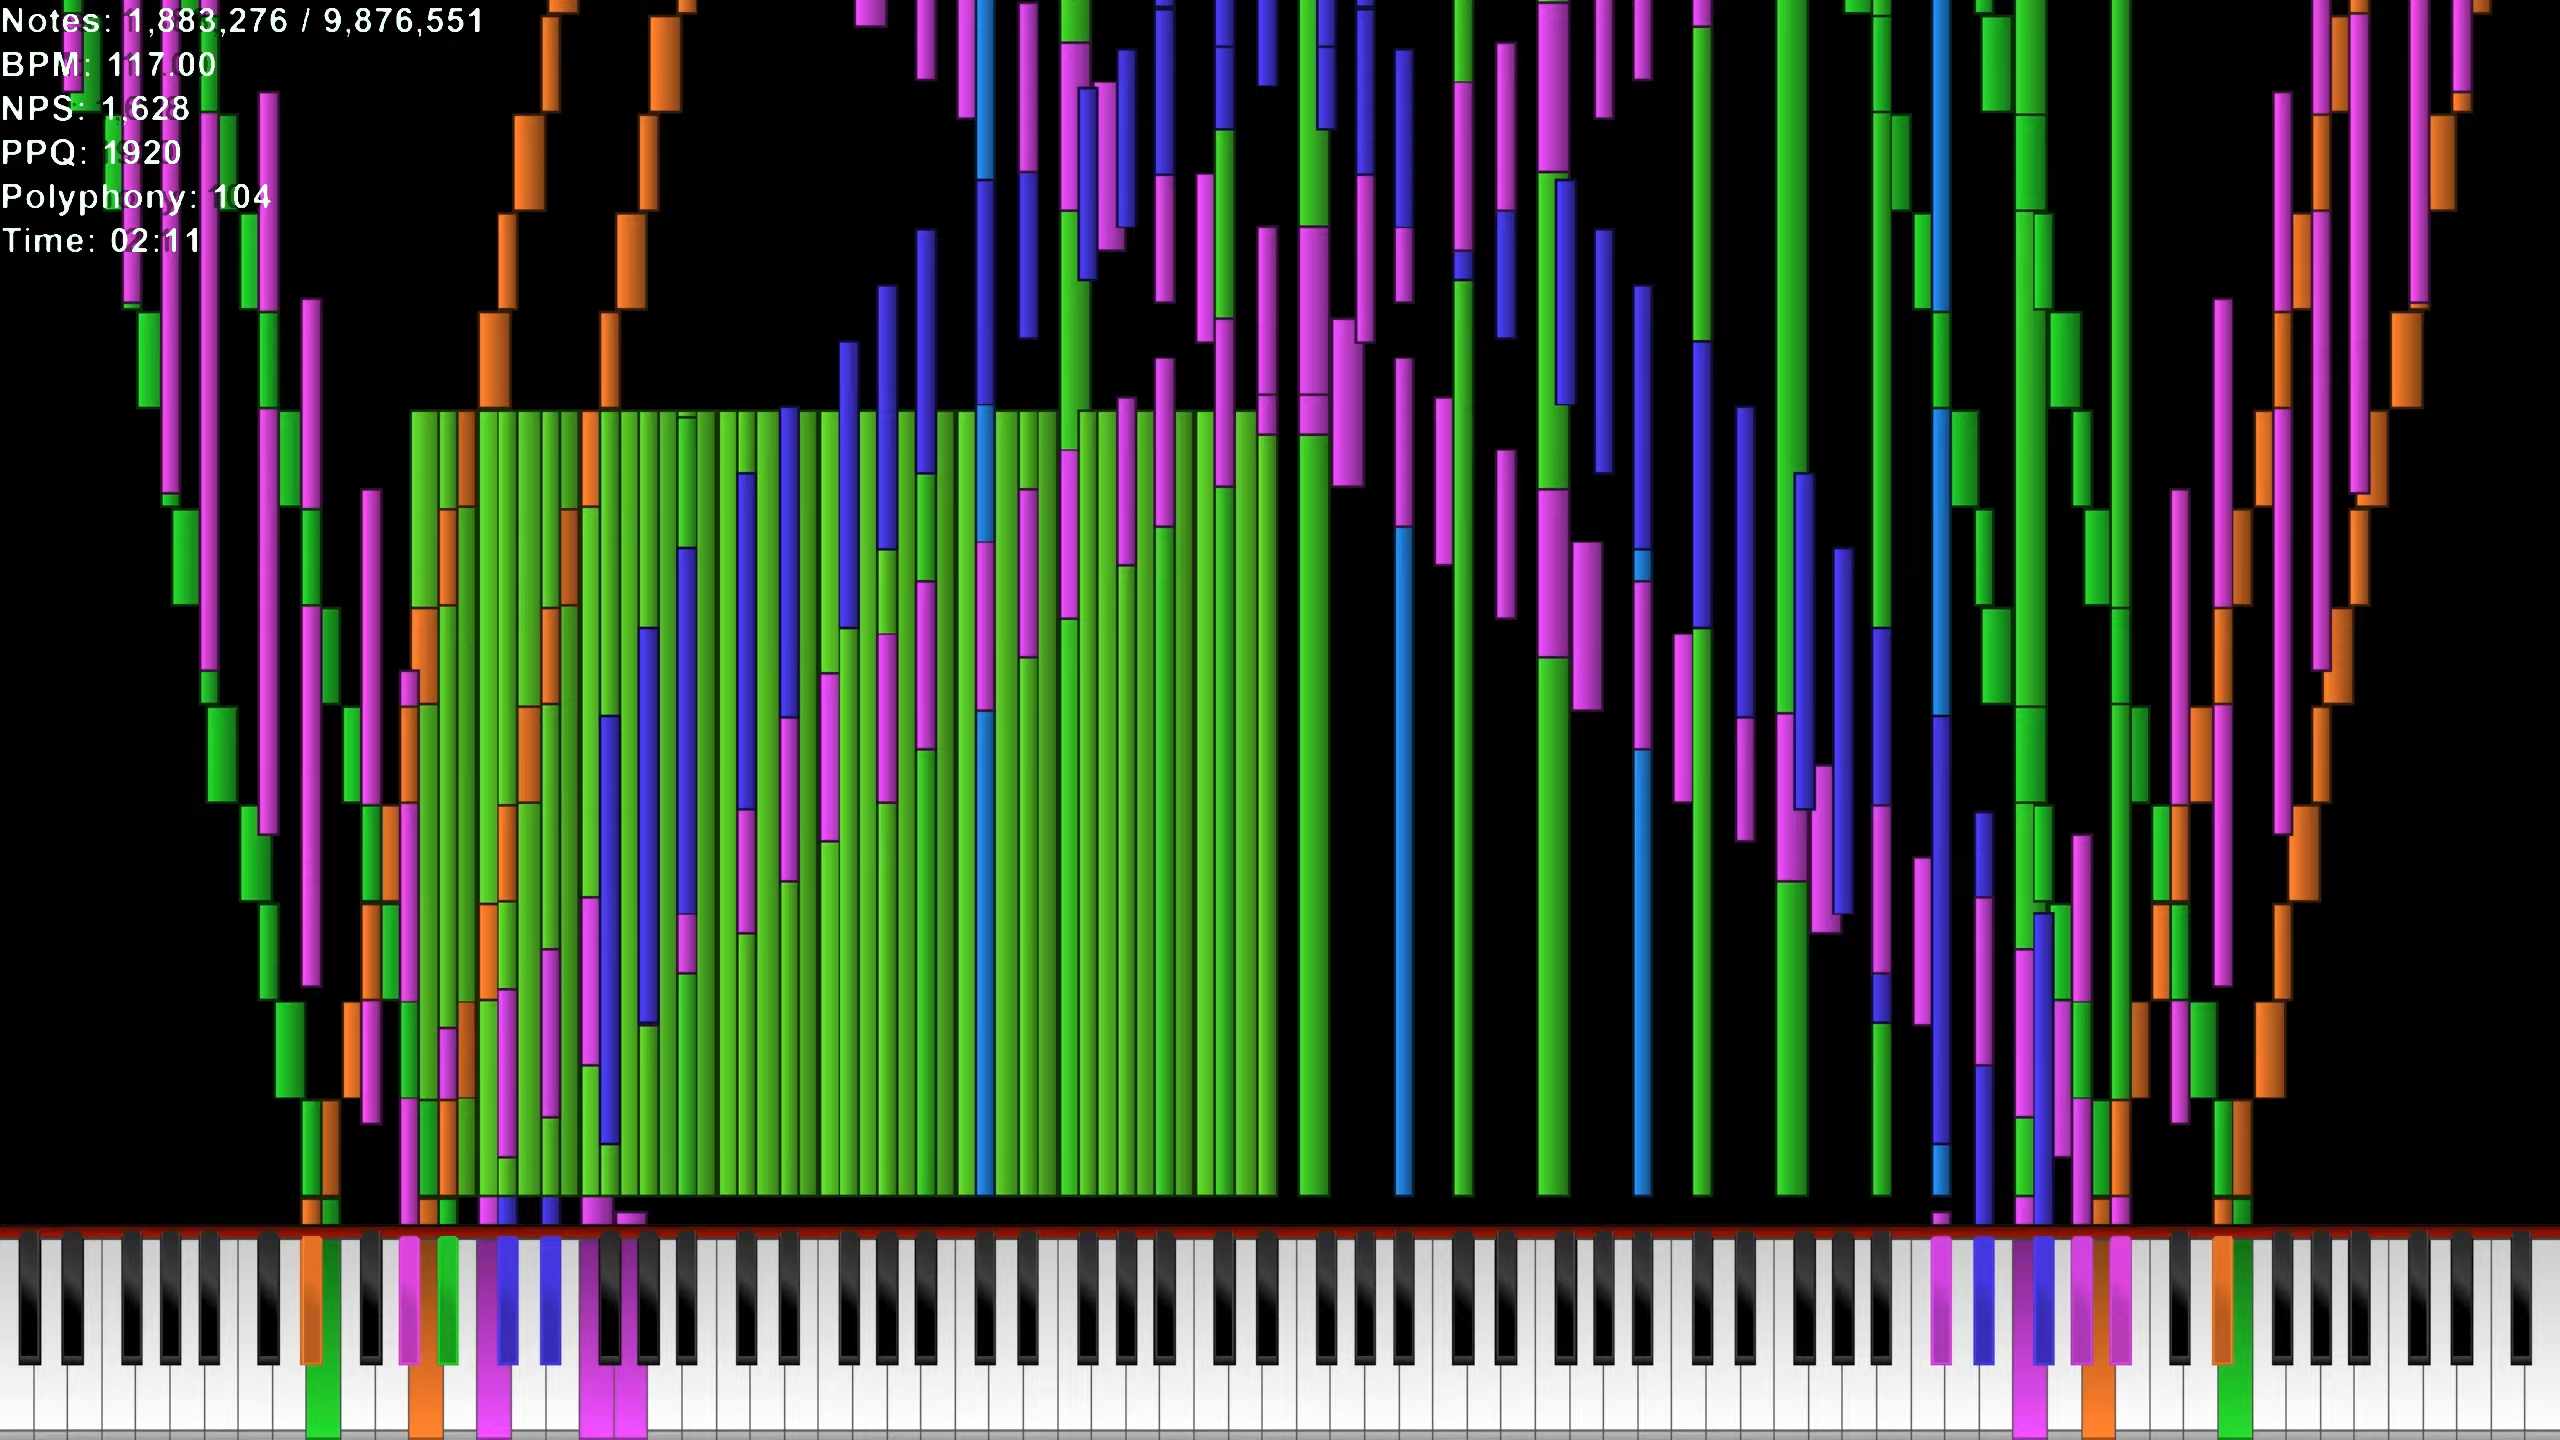 Notes: 1,883,276 / 9,876,551
BPM: 117.00
NPS: 1,628
PPQ: 1920
Polyphony: 104
Time: 02:11